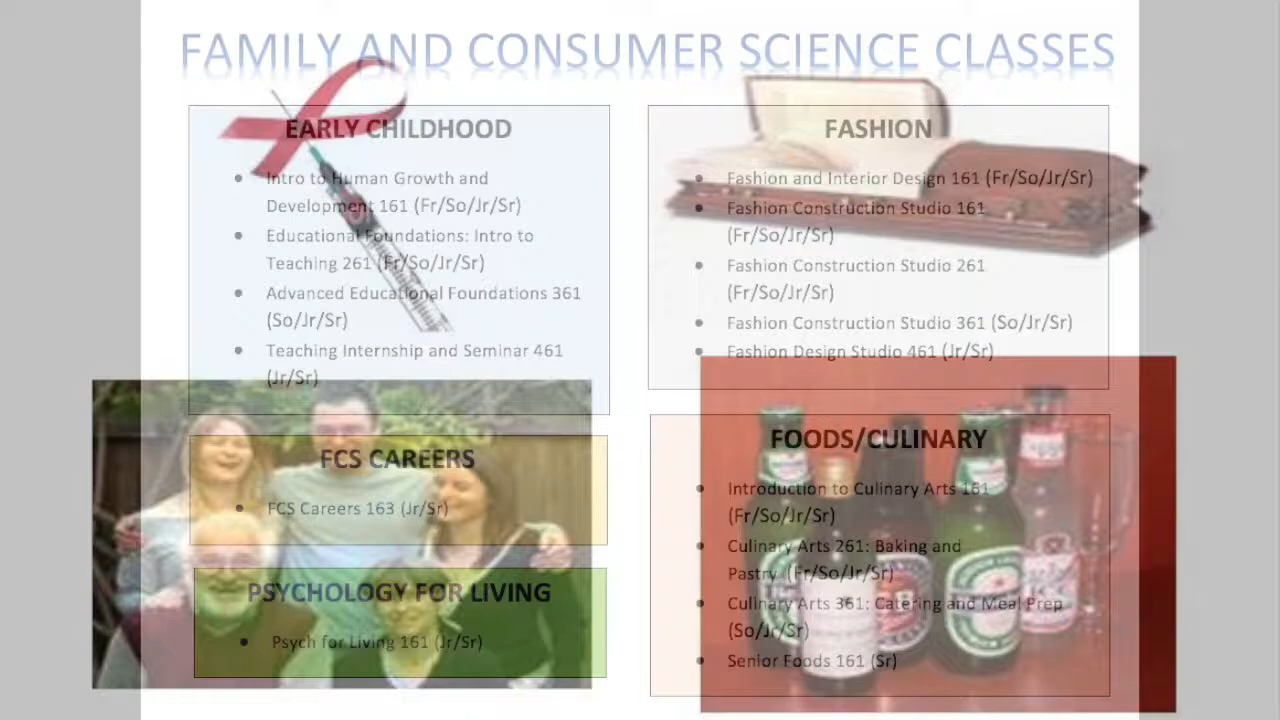 FAMILY AND CONSUMER SCIENCE CLASSES
EARLY CHILDHOOD
• Intro to Human Growth and
Development 161 (Fr/So/Jr/Sr)
• Educational Foundations: Intro to
Teaching 261 (Fr/So/Jr/Sr)
• Advanced Educational Foundations 361
(So/Jr/Sr)
• Teaching Internship and Seminar 461
(Jr/Sr)
FCS CAREERS
• FCS Careers 163 (Jr/Sr)
PSYCHOLOGY FOR LIVING
• Psych for Living 161 (Jr/Sr)
FASHION
• Fashion and Interior Design 161 (Fr/So/Jr/Sr)
• Fashion Construction Studio 161
(Fr/So/Jr/Sr)
• Fashion Construction Studio 261
(Fr/So/Jr/Sr)
• Fashion Construction Studio 361 (So/Jr/Sr)
• Fashion Design Studio 461 (Jr/Sr)
FOODS/CULINARY
• Introduction to Culinary Arts 161
(Fr/So/Jr/Sr)
• Culinary Arts 261: Baking and
Pastry (Fr/So/Jr/Sr)
• Culinary Arts 361: Catering and Meal Prep
(So/Jr/Sr)
• Senior Foods 161 (Sr)